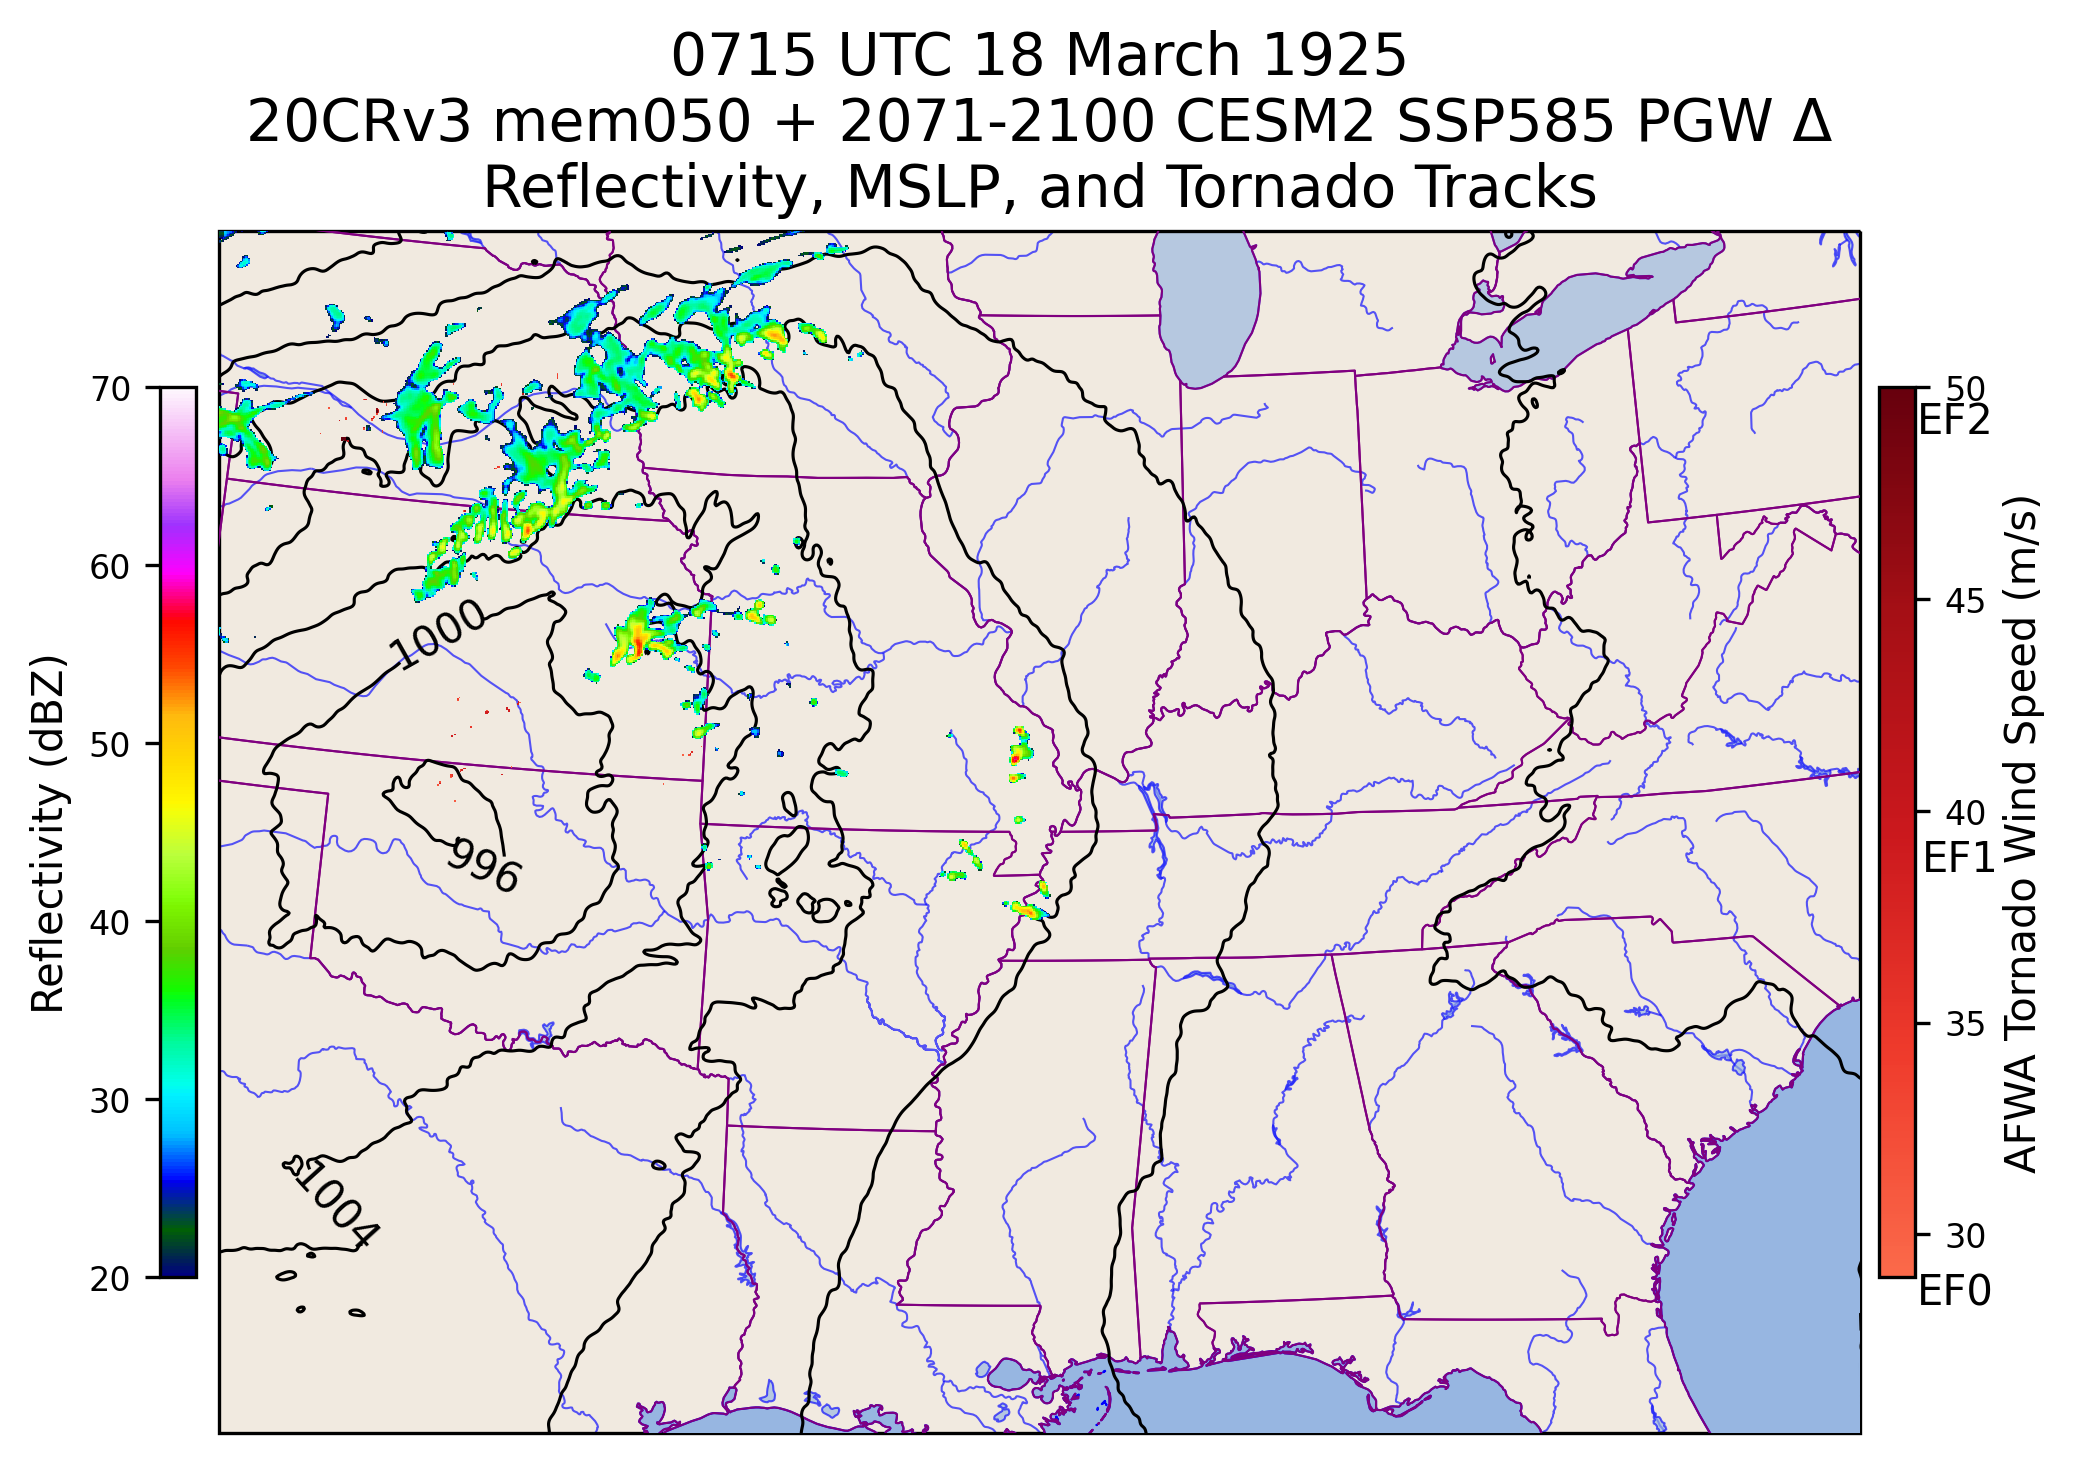 0715 UTC 18 March 1925
20CRv3 mem050 + 2071-2100 CESM2 SSP585 PGW Δ
Reflectivity, MSLP, and Tornado Tracks
70
60
50
40
30
20
Reflectivity (dBZ)
1000
996
1004
50
EF2
45
40
EF1
35
30
EF0
AFWA Tornado Wind Speed (m/s)